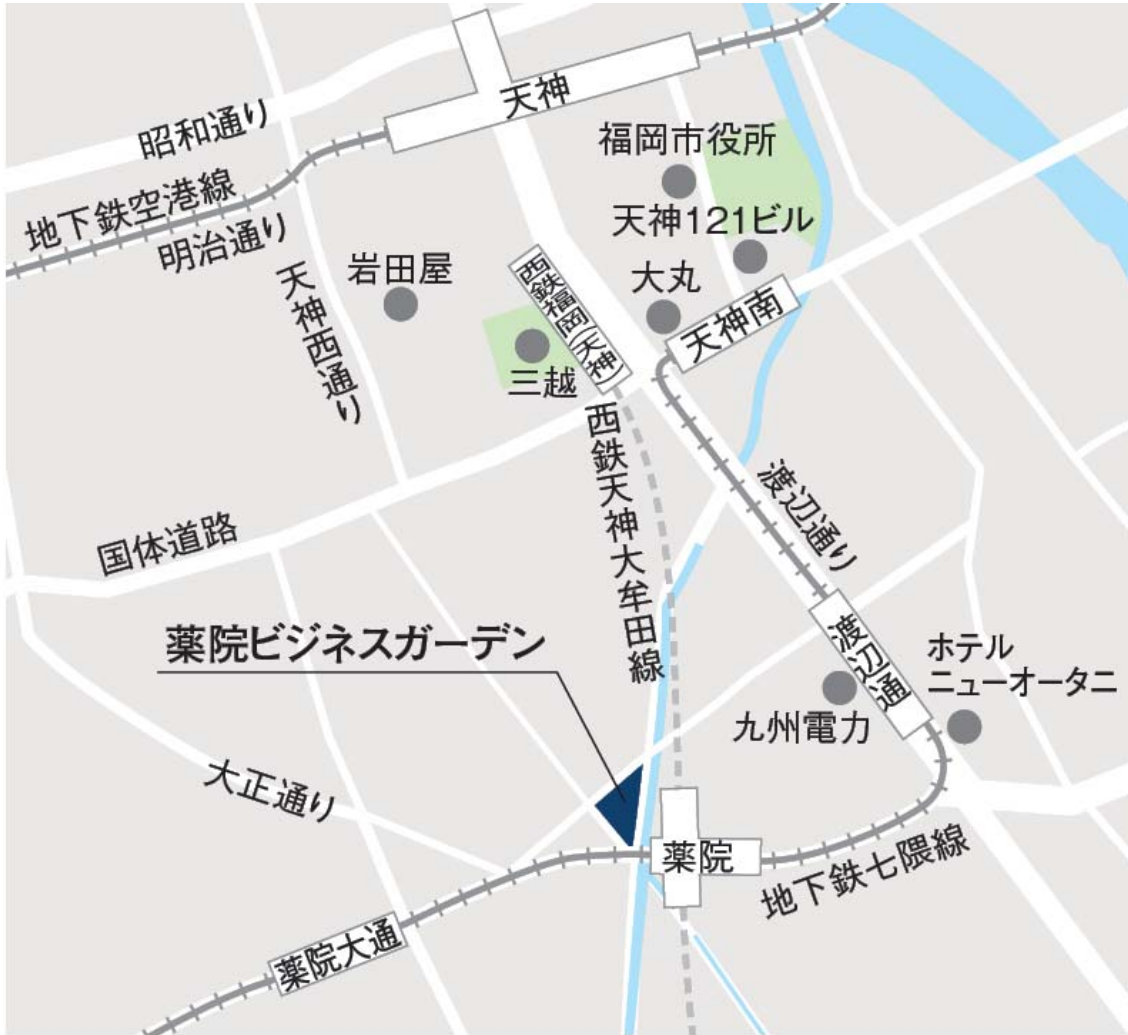 天神
昭和通り
福岡市役所
地下鉄空港線
明治通り
天神121ビル
岩田屋
西鉄福岡(天神)
大丸
天神南
天神西通り
三越
西鉄天神大牟田線
渡辺通り
国体道路
薬院ビジネスガーデン
渡辺通
ホテル
ニューオータニ
九州電力
大正通り
薬院
地下鉄七隈線
薬院大通